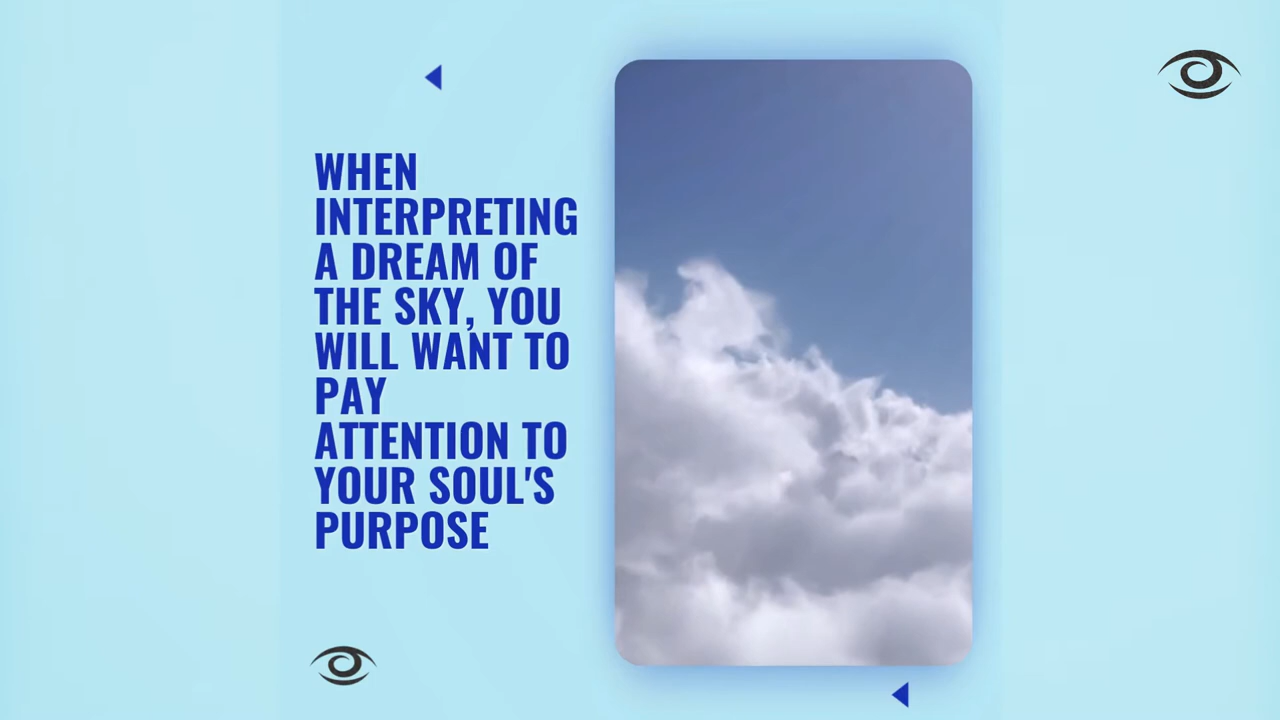 WHEN
INTERPRETING
A DREAM OF
THE SKY, YOU
WILL WANT TO
PAY
ATTENTION TO
YOUR SOUL'S
PURPOSE